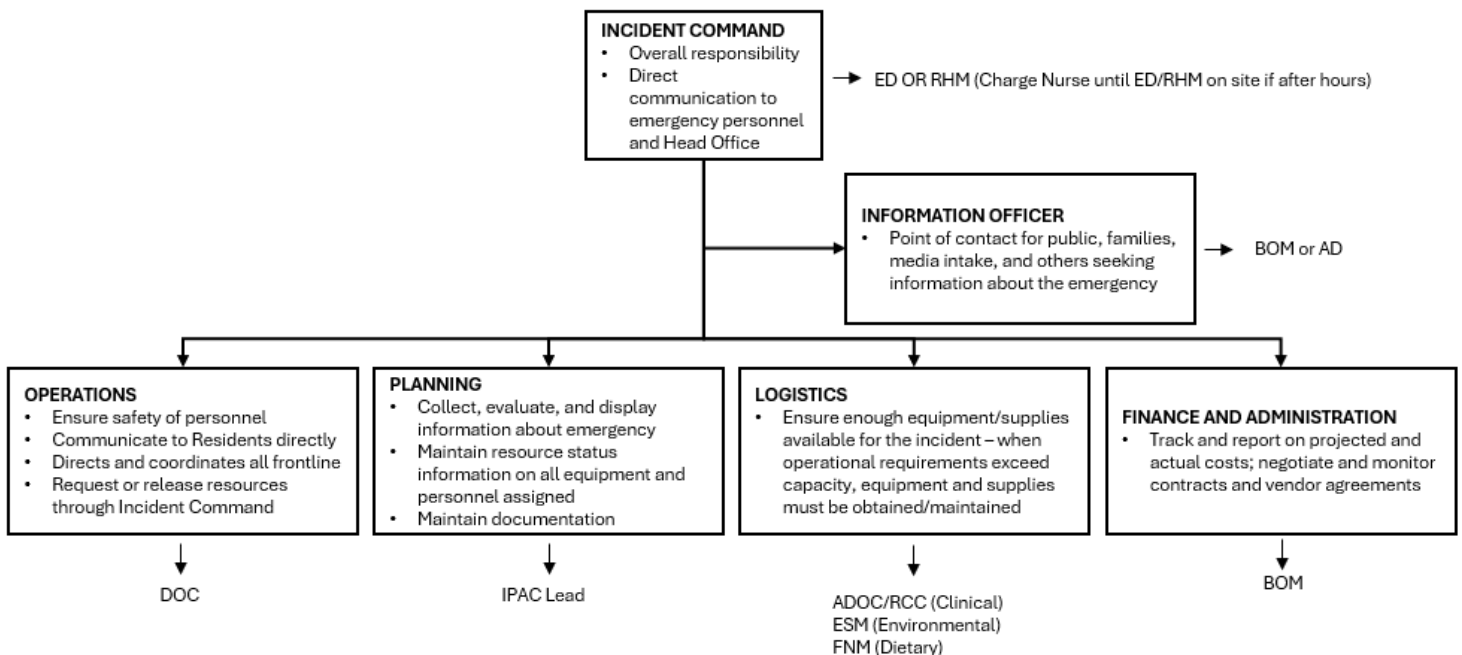 INCIDENT COMMAND
• Overall responsibility
• Direct
communication to
emergency personnel
and Head Office
ED OR RHM (Charge Nurse until ED/RHM on site if after hours)
INFORMATION OFFICER
• Point of contact for public, families,
media intake, and others seeking
information about the emergency
BOM or AD
OPERATIONS
• Ensure safety of personnel
• Communicate to Residents directly
• Directs and coordinates all frontline
• Request or release resources
through Incident Command
DOC
PLANNING
• Collect, evaluate, and display
information about emergency
• Maintain resource status
information on all equipment and
personnel assigned
• Maintain documentation
IPAC Lead
LOGISTICS
• Ensure enough equipment/supplies
available for the incident – when
operational requirements exceed
capacity, equipment and supplies
must be obtained/maintained
ADOC/RCC (Clinical)
ESM (Environmental)
FNM (Dietary)
FINANCE AND ADMINISTRATION
• Track and report on projected and
actual costs; negotiate and monitor
contracts and vendor agreements
BOM